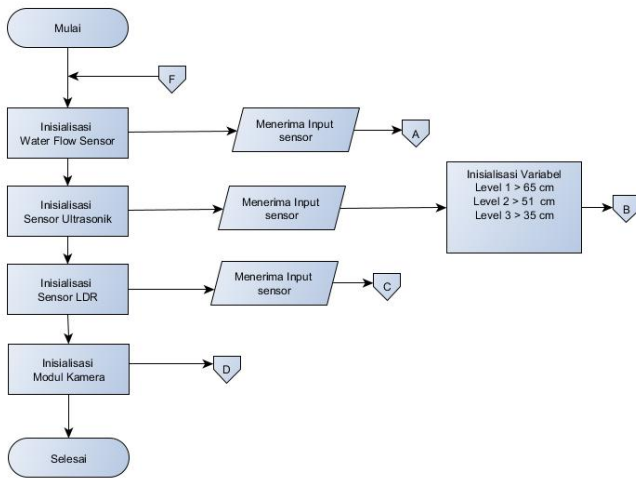 Mulai
F
Inisialisasi
Water Flow Sensor
Menerima Input
sensor
A
Inisialisasi
Sensor Ultrasonik
Menerima Input
sensor
Inisialisasi Variabel
Level 1 > 65 cm
Level 2 > 51 cm
Level 3 > 35 cm
B
Inisialisasi
Sensor LDR
Menerima Input
sensor
C
Inisialisasi
Modul Kamera
D
Selesai